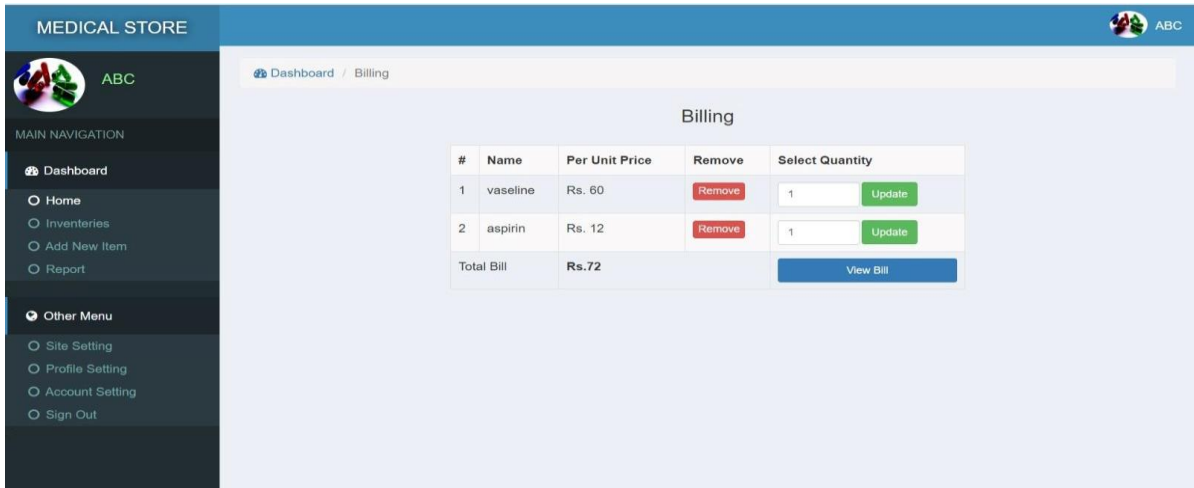 MEDICAL STORE
ABC
ABC
Dashboard / Billing
MAIN NAVIGATION
Dashboard
Home
Inventeries
Add New Item
Report
Other Menu
Site Setting
Profile Setting
Account Setting
Sign Out
Billing
# Name Per Unit Price Remove Select Quantity
1 vaseline Rs. 60 Remove 1 Update
2 aspirin Rs. 12 Remove 1 Update
Total Bill Rs.72 View Bill